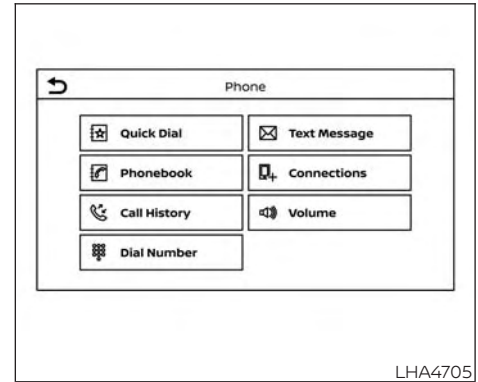 Phone
Quick Dial
Text Message
Phonebook
Connections
Call History
Volume
Dial Number
LHA4705